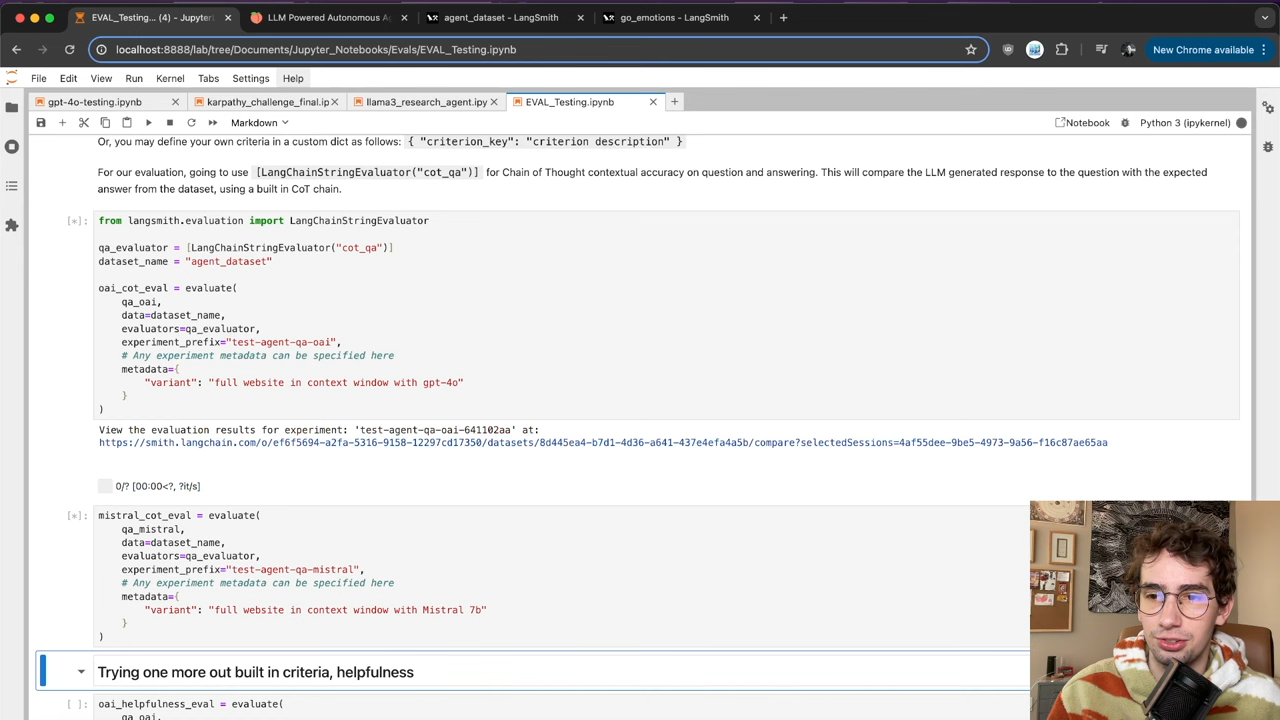 EVAL_Testing... (4) - Jupyterl
LLM Powered Autonomous A
agent_dataset - LangSmith
go_emotions - LangSmith
localhost:8888/lab/tree/Documents/Jupyter_Notebooks/Evals/EVAL_Testing.ipynb
New Chrome available
File Edit View Run Kernel Tabs Settings Help
gpt-4o-testing.ipynb
karpathy_challenge_final.ip
llama3_research_agent.ipy
EVAL_Testing.ipynb
Markdown
Notebook
Python 3 (ipykernel)
Or, you may define your own criteria in a custom dict as follows: { "criterion_key": "criterion description" }
For our evaluation, going to use [LangChainStringEvaluator("cot_qa")] for Chain of Thought contextual accuracy on question and answering. This will compare the LLM generated response to the question with the expected
answer from the dataset, using a built in CoT chain.
[*]: from langsmith.evaluation import LangChainStringEvaluator
qa_evaluator = [LangChainStringEvaluator("cot_qa")]
dataset_name = "agent_dataset"
oai_cot_eval = evaluate(
qa_oai,
data=dataset_name,
evaluators=qa_evaluator,
experiment_prefix="test-agent-qa-oai",
# Any experiment metadata can be specified here
metadata={
"variant": "full website in context window with gpt-4o"
}
)
View the evaluation results for experiment: 'test-agent-qa-oai-641102aa' at:
https://smith.langchain.com/o/ef6f5694-a2fa-5316-9158-12297cd17350/datasets/8d445ea4-b7d1-4d36-a641-437e4efa4a5b/compare?selectedSessions=4af55dee-9be5-4973-9a56-f16c87ae65aa
0/? [00:00<?, ?it/s]
[*]: mistral_cot_eval = evaluate(
qa_mistral,
data=dataset_name,
evaluators=qa_evaluator,
experiment_prefix="test-agent-qa-mistral",
# Any experiment metadata can be specified here
metadata={
"variant": "full website in context window with Mistral 7b"
}
)
Trying one more out built in criteria, helpfulness
[ ]: oai_helpfulness_eval = evaluate(
qa_oai,